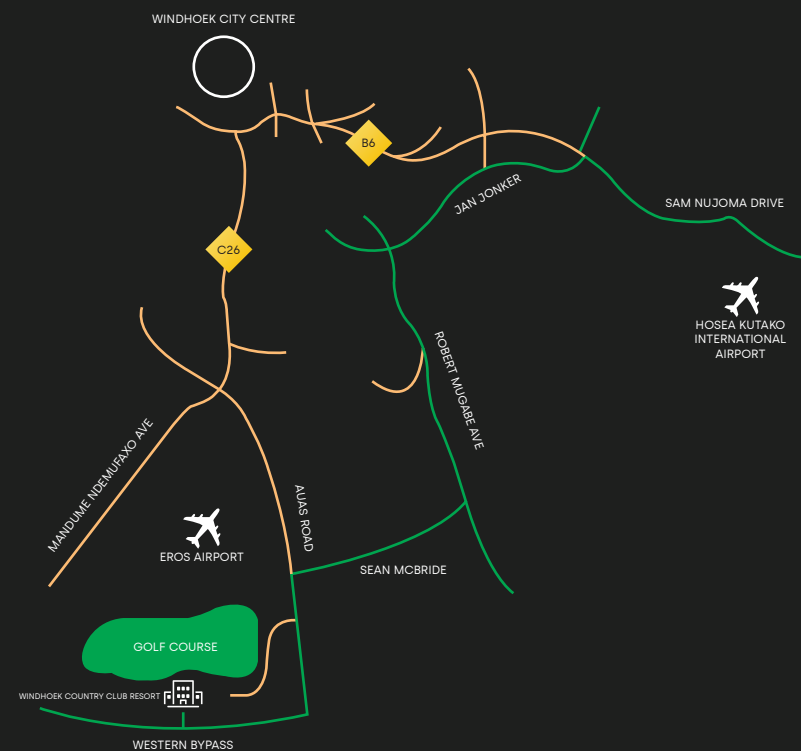 WINDHOEK CITY CENTRE
B6
JAN JONKER
SAM NUJOMA DRIVE
C26
HOSEA KUTAKO
INTERNATIONAL
AIRPORT
ROBERT MUGABE AVE
MANDUME NDEMUFAXO AVE
AUAS ROAD
EROS AIRPORT
SEAN MCBRIDE
GOLF COURSE
WINDHOEK COUNTRY CLUB RESORT
WESTERN BYPASS